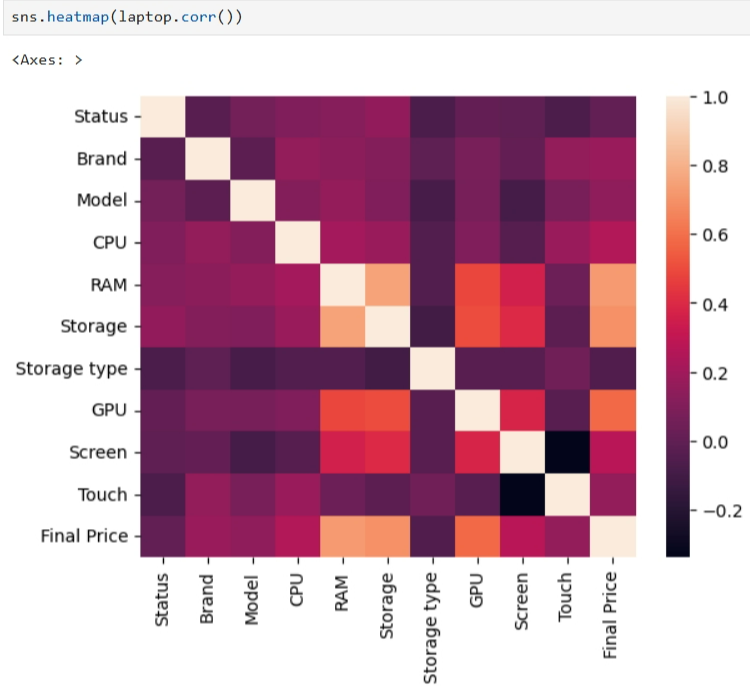 sns.heatmap(laptop.corr())
<Axes: >
Status
Brand
Model
CPU
RAM
Storage
Storage type
GPU
Screen
Touch
Final Price
Status
Brand
Model
CPU
RAM
Storage
Storage type
GPU
Screen
Touch
Final Price
1.0
0.8
0.6
0.4
0.2
0.0
−0.2